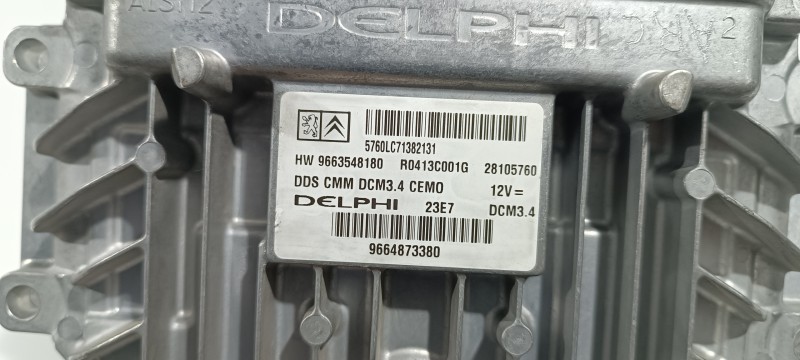 DELPHI
5760LC71382131
HW 9663548180 R0413C001G 28105760
DDS CMM DCM3.4 CEMO 12V =
DELPHI 23E7 DCM3.4
9664873380